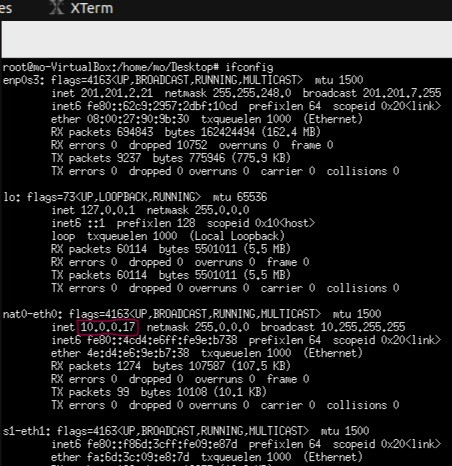 es XTerm
root@mo-VirtualBox:/home/mo/Desktop# ifconfig
enp0s3: flags=4163<UP,BROADCAST,RUNNING,MULTICAST> mtu 1500
inet 201.201.2.21 netmask 255.255.248.0 broadcast 201.201.7.255
inet6 fe80::62c9:2957:2dbf:10cd prefixlen 64 scopeid 0x20<link>
ether 08:00:27:90:9b:30 txqueuelen 1000 (Ethernet)
RX packets 694843 bytes 162424494 (162.4 MB)
RX errors 0 dropped 10752 overruns 0 frame 0
TX packets 9237 bytes 775946 (775.9 KB)
TX errors 0 dropped 0 overruns 0 carrier 0 collisions 0
lo: flags=73<UP,LOOPBACK,RUNNING> mtu 65536
inet 127.0.0.1 netmask 255.0.0.0
inet6 ::1 prefixlen 128 scopeid 0x10<host>
loop txqueuelen 1000 (Local Loopback)
RX packets 60114 bytes 5501011 (5.5 MB)
RX errors 0 dropped 0 overruns 0 frame 0
TX packets 60114 bytes 5501011 (5.5 MB)
TX errors 0 dropped 0 overruns 0 carrier 0 collisions 0
nat0-eth0: flags=4163<UP,BROADCAST,RUNNING,MULTICAST> mtu 1500
inet 10.0.0.17 netmask 255.0.0.0 broadcast 10.255.255.255
inet6 fe80::4cd4:e6ff:fe9e:b738 prefixlen 64 scopeid 0x20<link>
ether 4e:d4:e6:9e:b7:38 txqueuelen 1000 (Ethernet)
RX packets 1274 bytes 107587 (107.5 KB)
RX errors 0 dropped 0 overruns 0 frame 0
TX packets 99 bytes 10108 (10.1 KB)
TX errors 0 dropped 0 overruns 0 carrier 0 collisions 0
s1-eth1: flags=4163<UP,BROADCAST,RUNNING,MULTICAST> mtu 1500
inet6 fe80::f86d:3cff:fe09:e87d prefixlen 64 scopeid 0x20<link>
ether fa:6d:3c:09:e8:7d txqueuelen 1000 (Ethernet)